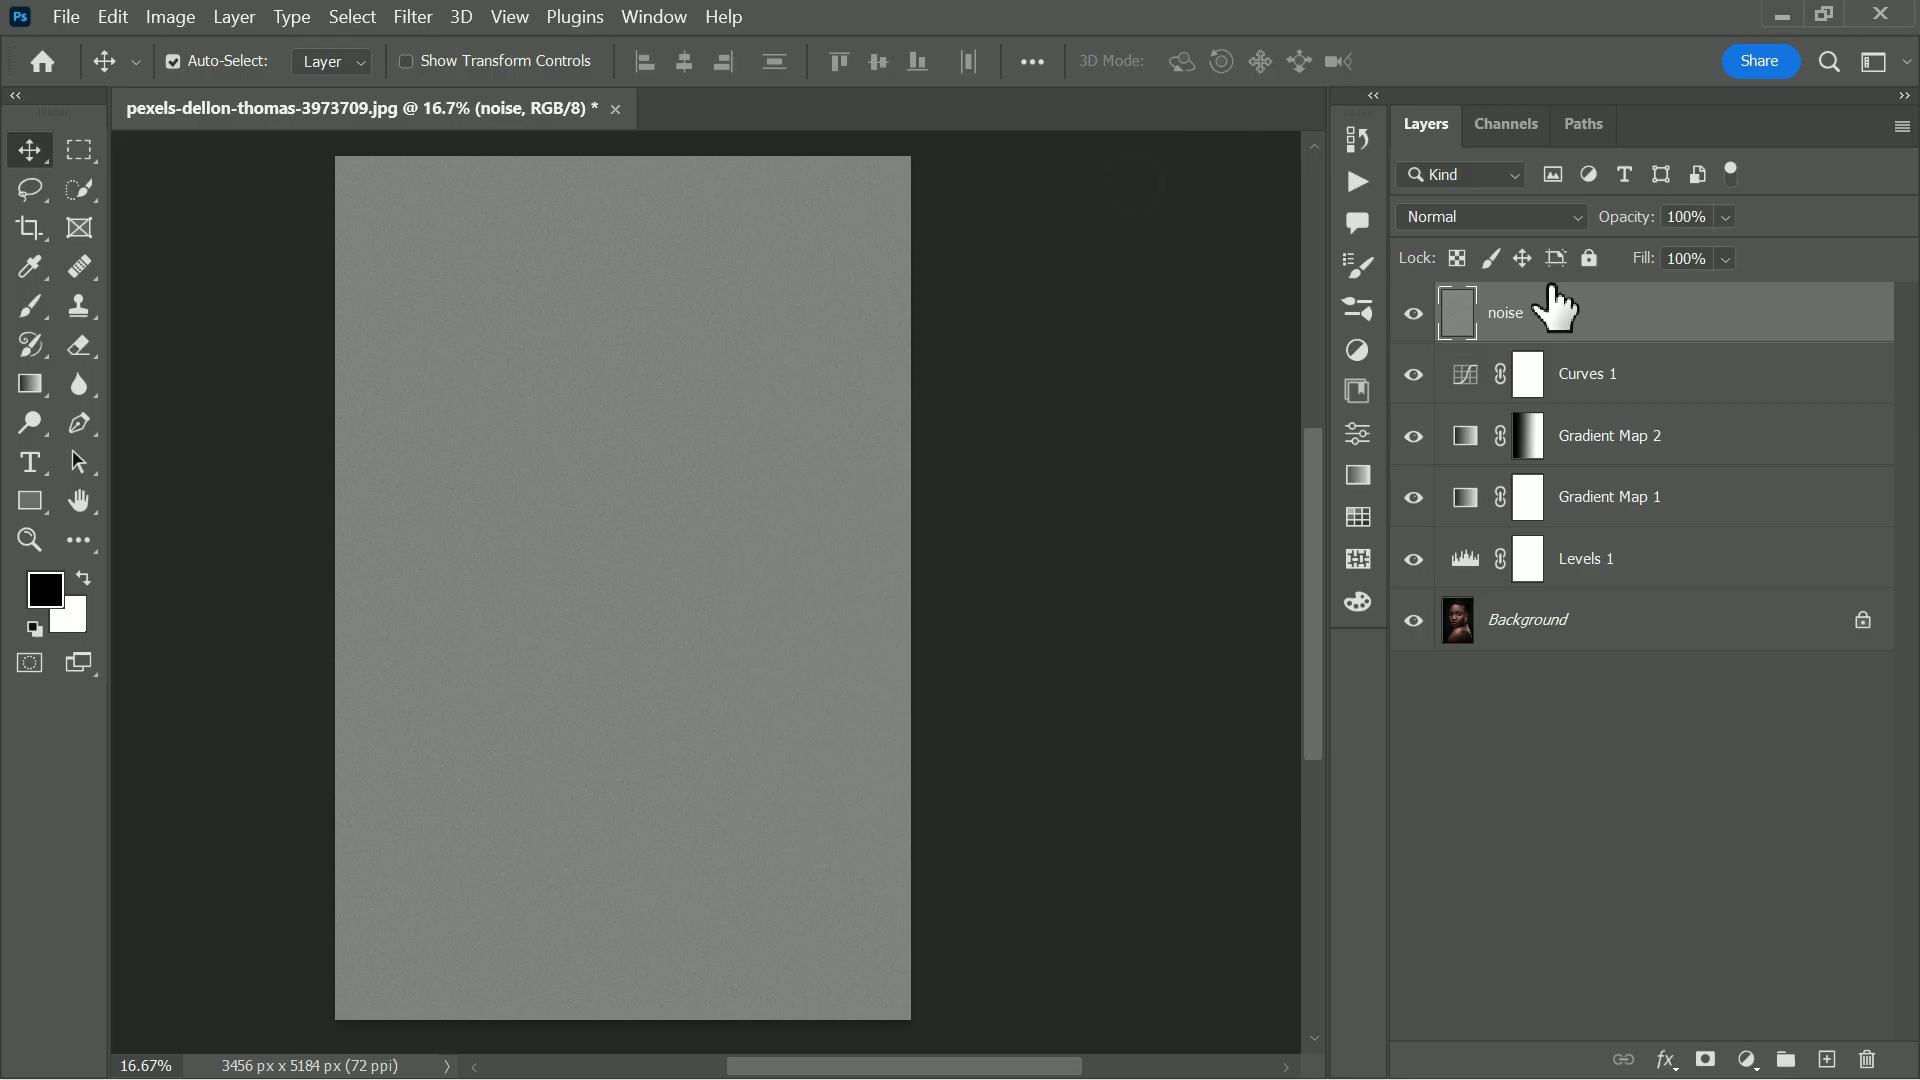 Ps File Edit Image Layer Type Select Filter 3D View Plugins Window Help
Auto-Select: Layer Show Transform Controls 3D Mode: Share
pexels-dellon-thomas-3973709.jpg @ 16.7% (noise, RGB/8) *
Layers Channels Paths
Kind
Normal Opacity: 100%
Lock: Fill: 100%
noise
Curves 1
Gradient Map 2
Gradient Map 1
Levels 1
Background
16.67% 3456 px x 5184 px (72 ppi)